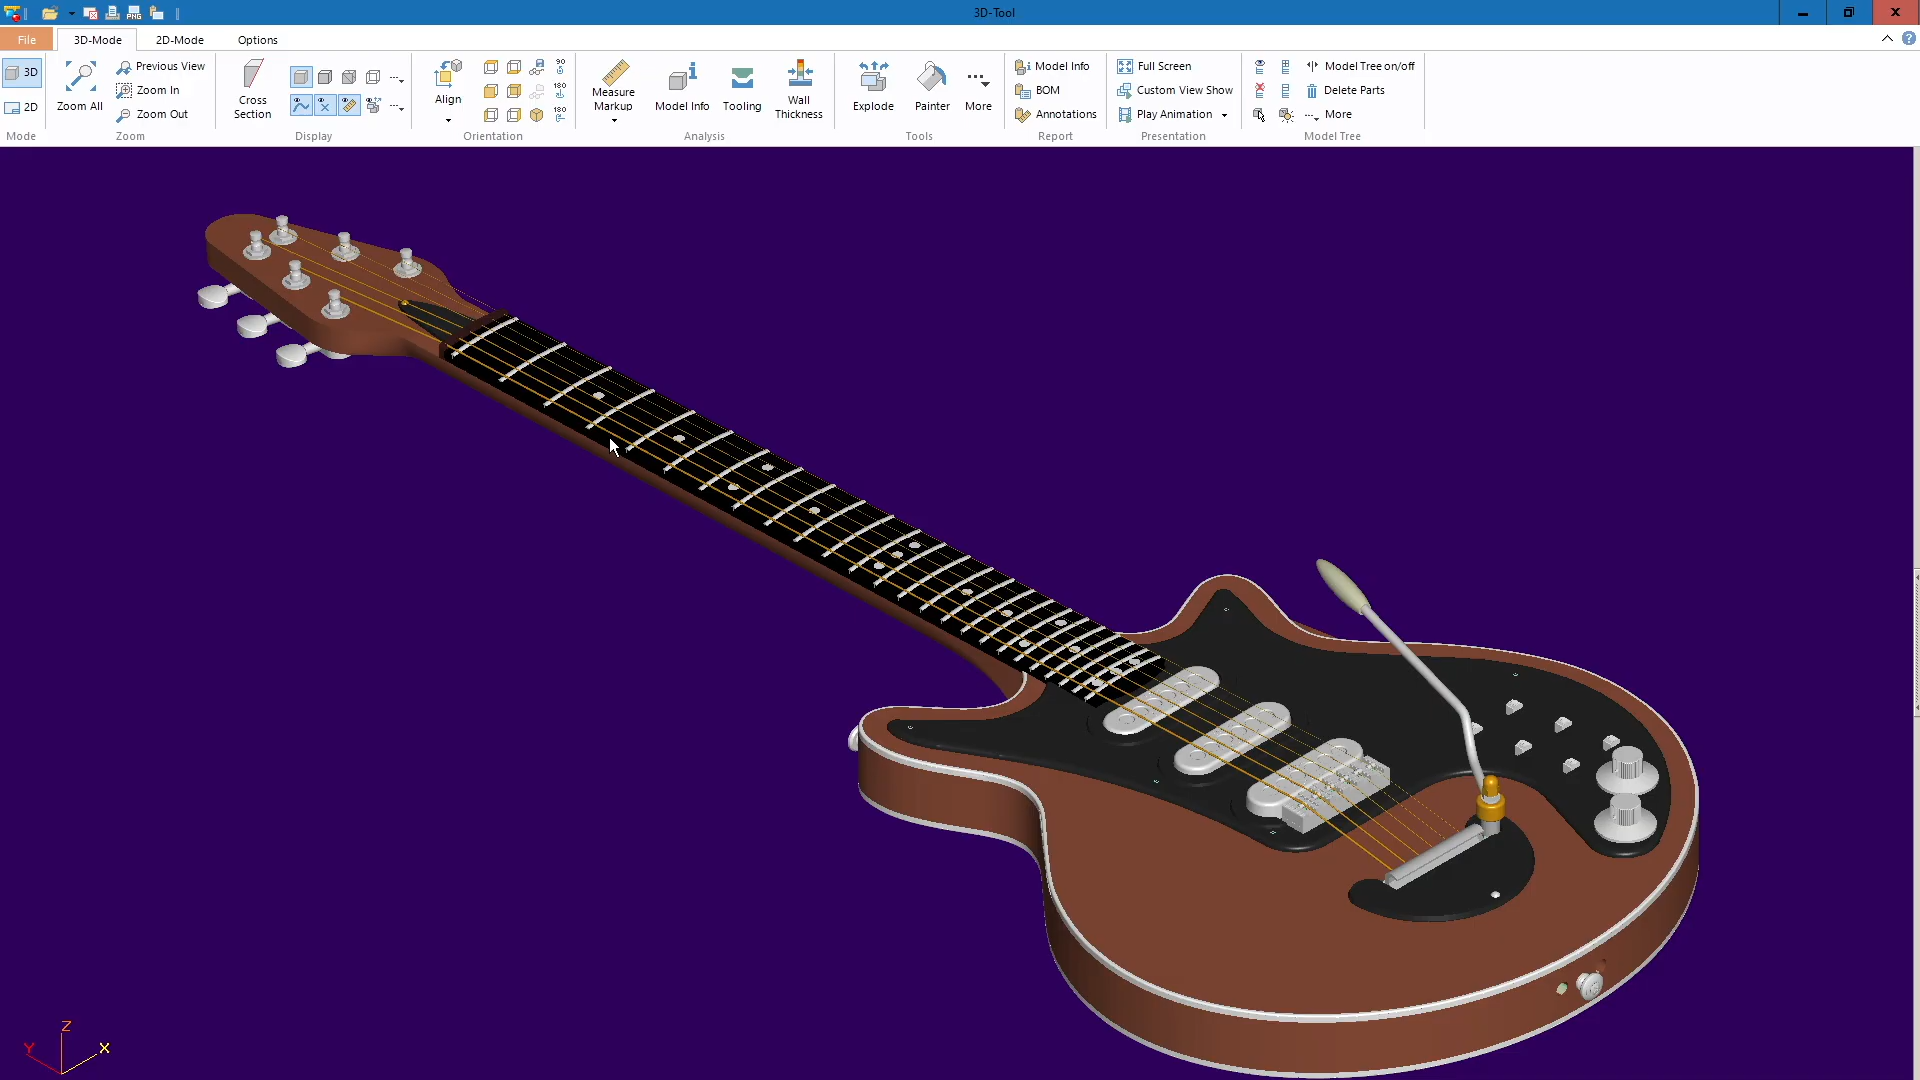 3D-Tool
File 3D-Mode 2D-Mode Options
3D
2D
Mode
Zoom All
Previous View
Zoom In
Zoom Out
Zoom
Cross
Section
Display
Align
90
180
180
Orientation
Measure
Markup
Model Info
Tooling
Wall
Thickness
Analysis
Explode
Painter
More
Tools
Model Info
BOM
Annotations
Report
Full Screen
Custom View Show
Play Animation
Presentation
Model Tree on/off
Delete Parts
More
Model Tree
Z
Y
X